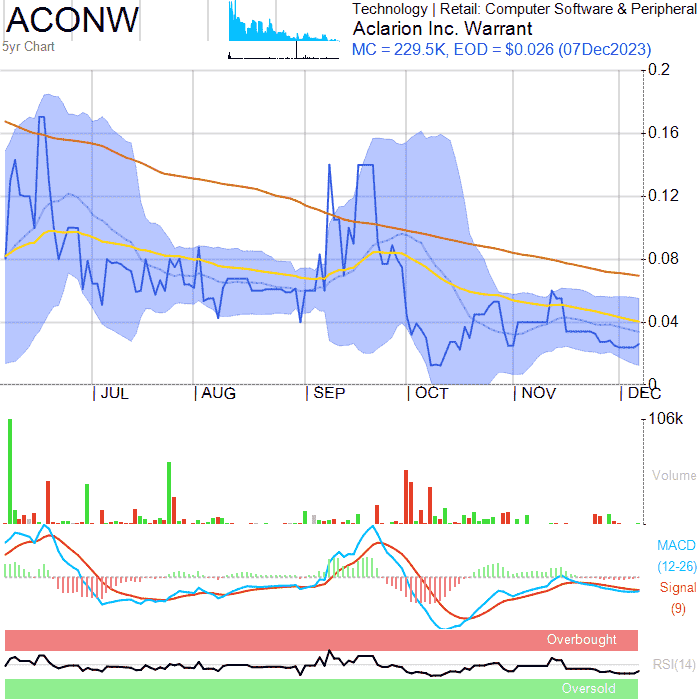 ACONW
5yr Chart
Technology | Retail: Computer Software & Peripheral
Aclarion Inc. Warrant
MC = 229.5K, EOD = $0.026 (07Dec2023)
0.2
0.16
0.12
0.08
0.04
0
JUL
AUG
SEP
OCT
NOV
DEC
106k
Volume
MACD
(12-26)
Signal
(9)
Overbought
RSI(14)
Oversold